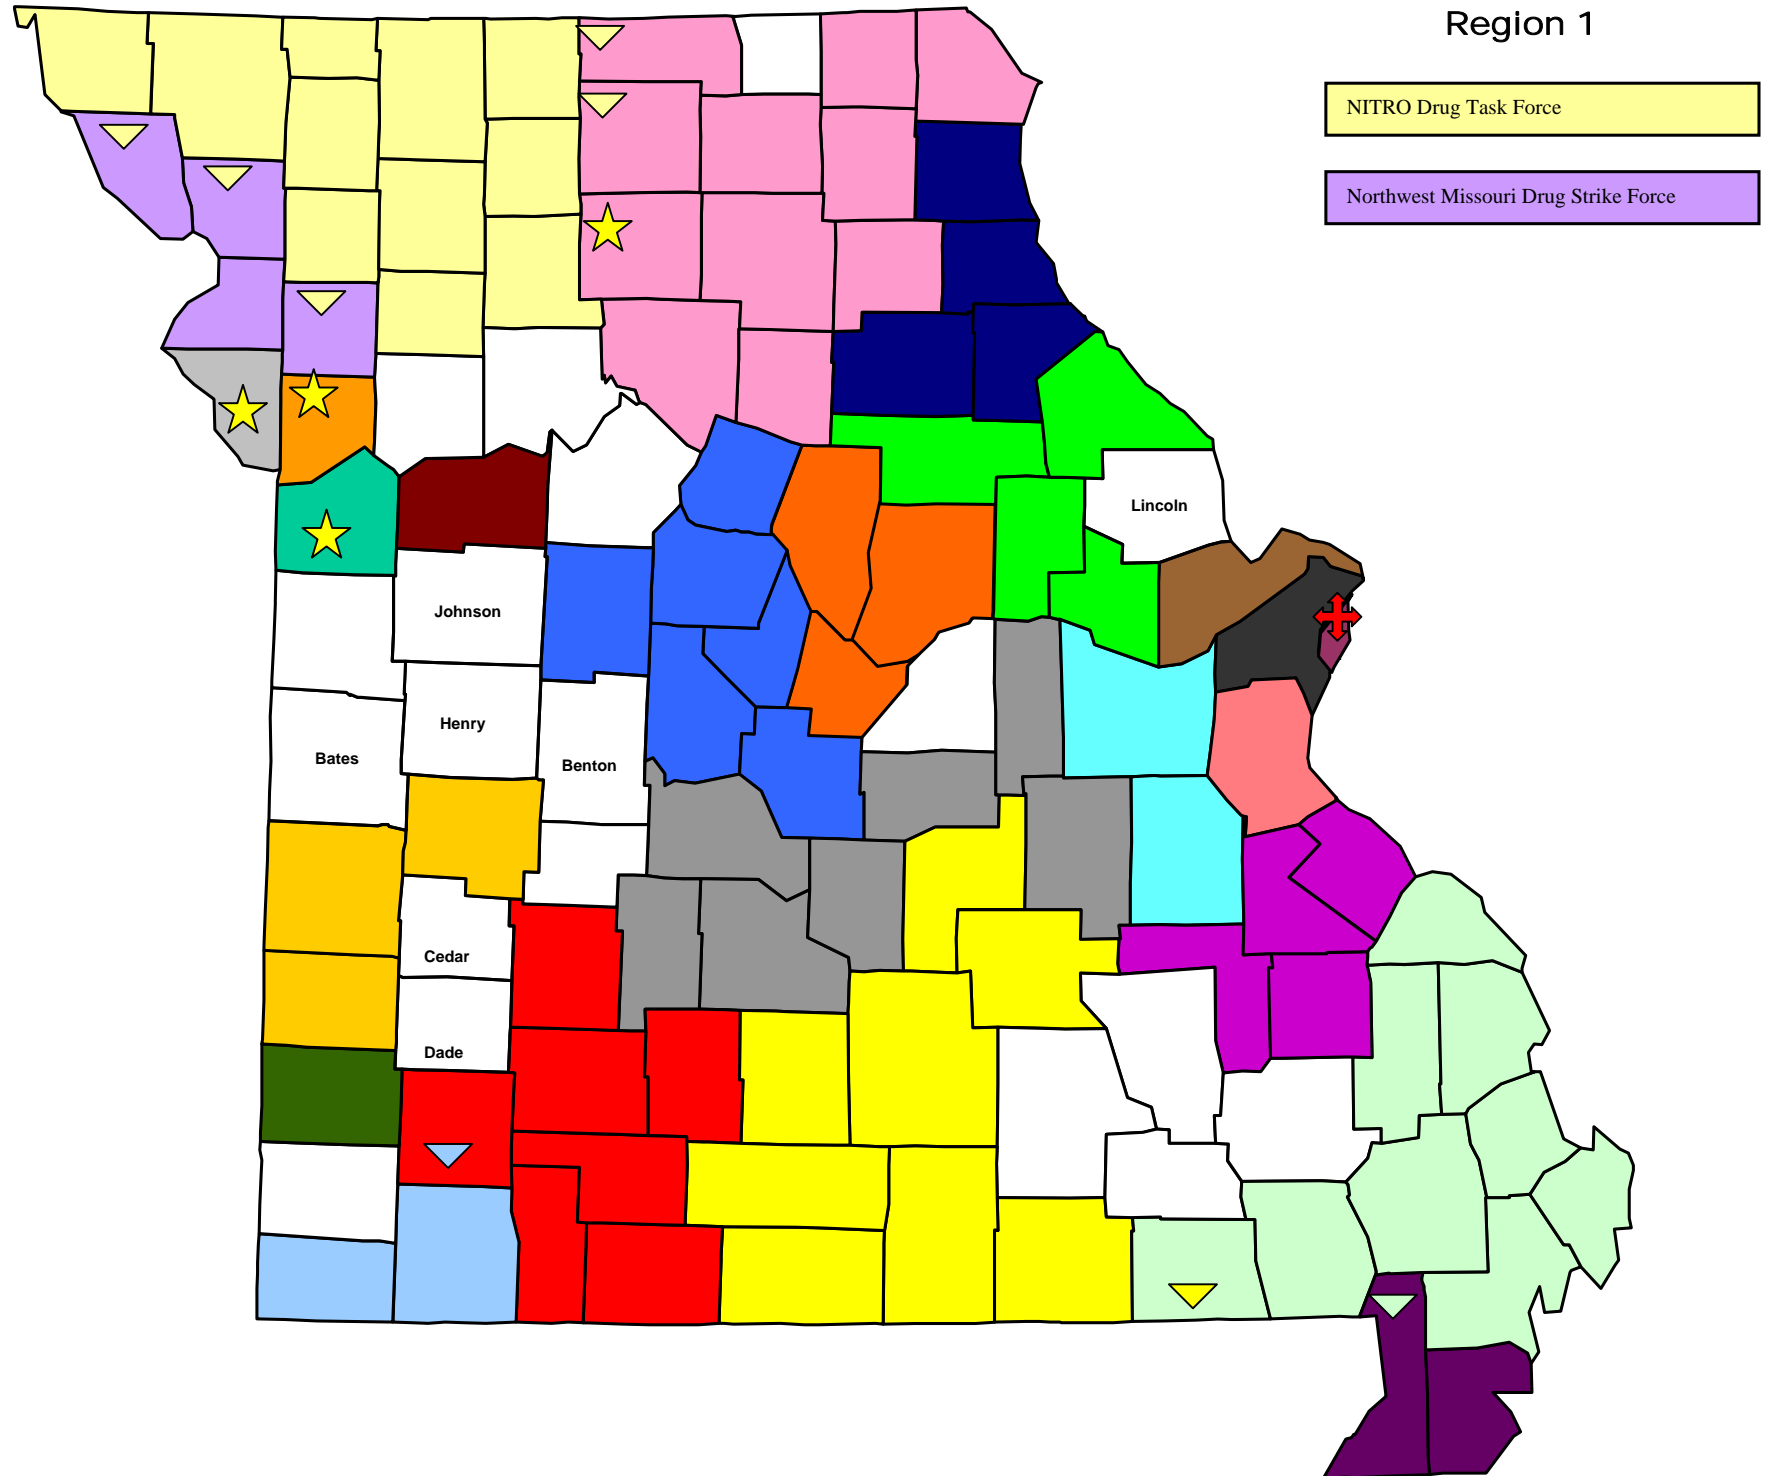 Region 1
NITRO Drug Task Force
Northwest Missouri Drug Strike Force
Lincoln
Johnson
Henry
Bates
Benton
Cedar
Dade